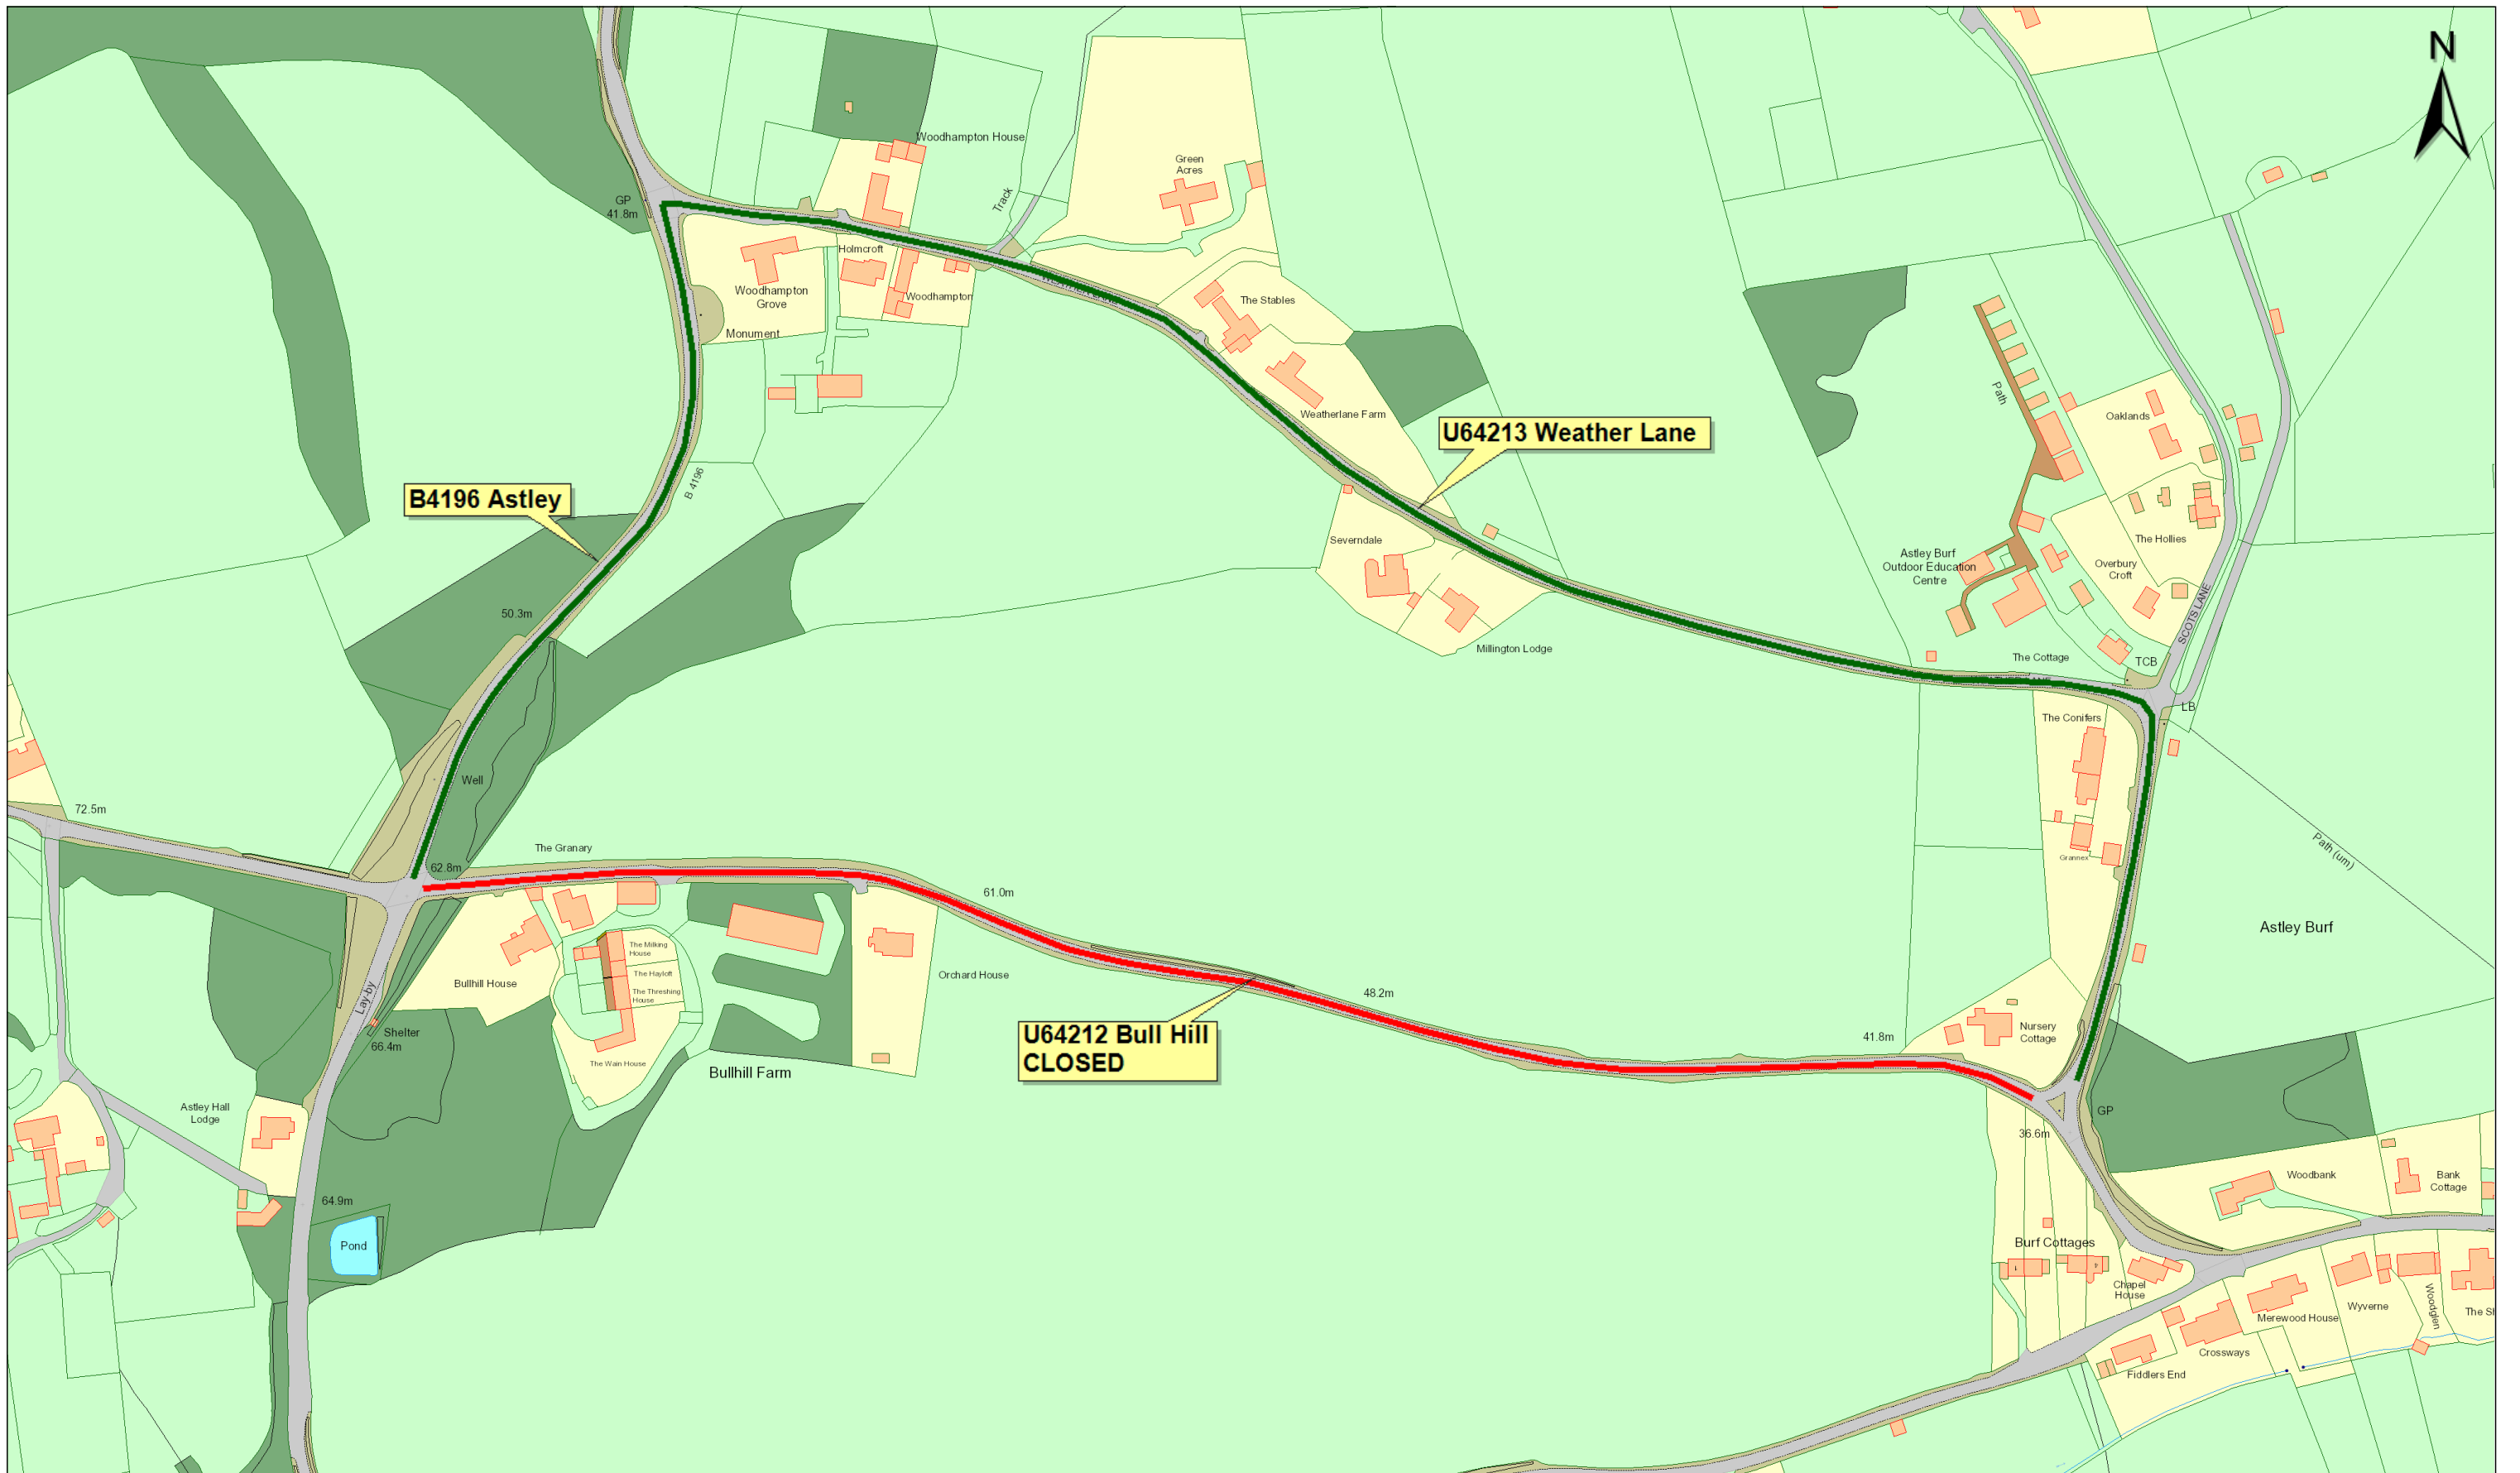 N
Woodhampton House
Green
Acres
GP
41.8m
Track
Holmcroft
Woodhampton
Grove
Woodhampton
Monument
The Stables
Weatherlane Farm
Path
Oaklands
U64213 Weather Lane
B 4196
B4196 Astley
Severndale
The Hollies
Astley Burf
Outdoor Education
Centre
Overbury
Croft
SCOTS LANE
50.3m
Millington Lodge
The Cottage
TCB
LB
The Conifers
Well
72.5m
The Granary
62.8m
Grannex
Path (um)
61.0m
Astley Burf
The Milking
House
The Hayloft
The Threshing
House
Orchard House
Bullhill House
Lay-by
48.2m
Shelter
66.4m
U64212 Bull Hill
CLOSED
41.8m
Nursery
Cottage
The Wain House
Bullhill Farm
Astley Hall
Lodge
GP
36.6m
Woodbank
Bank
Cottage
64.9m
Pond
Burf Cottages
1
4
Chapel
House
Merewood House
Wyverne
Woodglen
Crossways
Fiddlers End